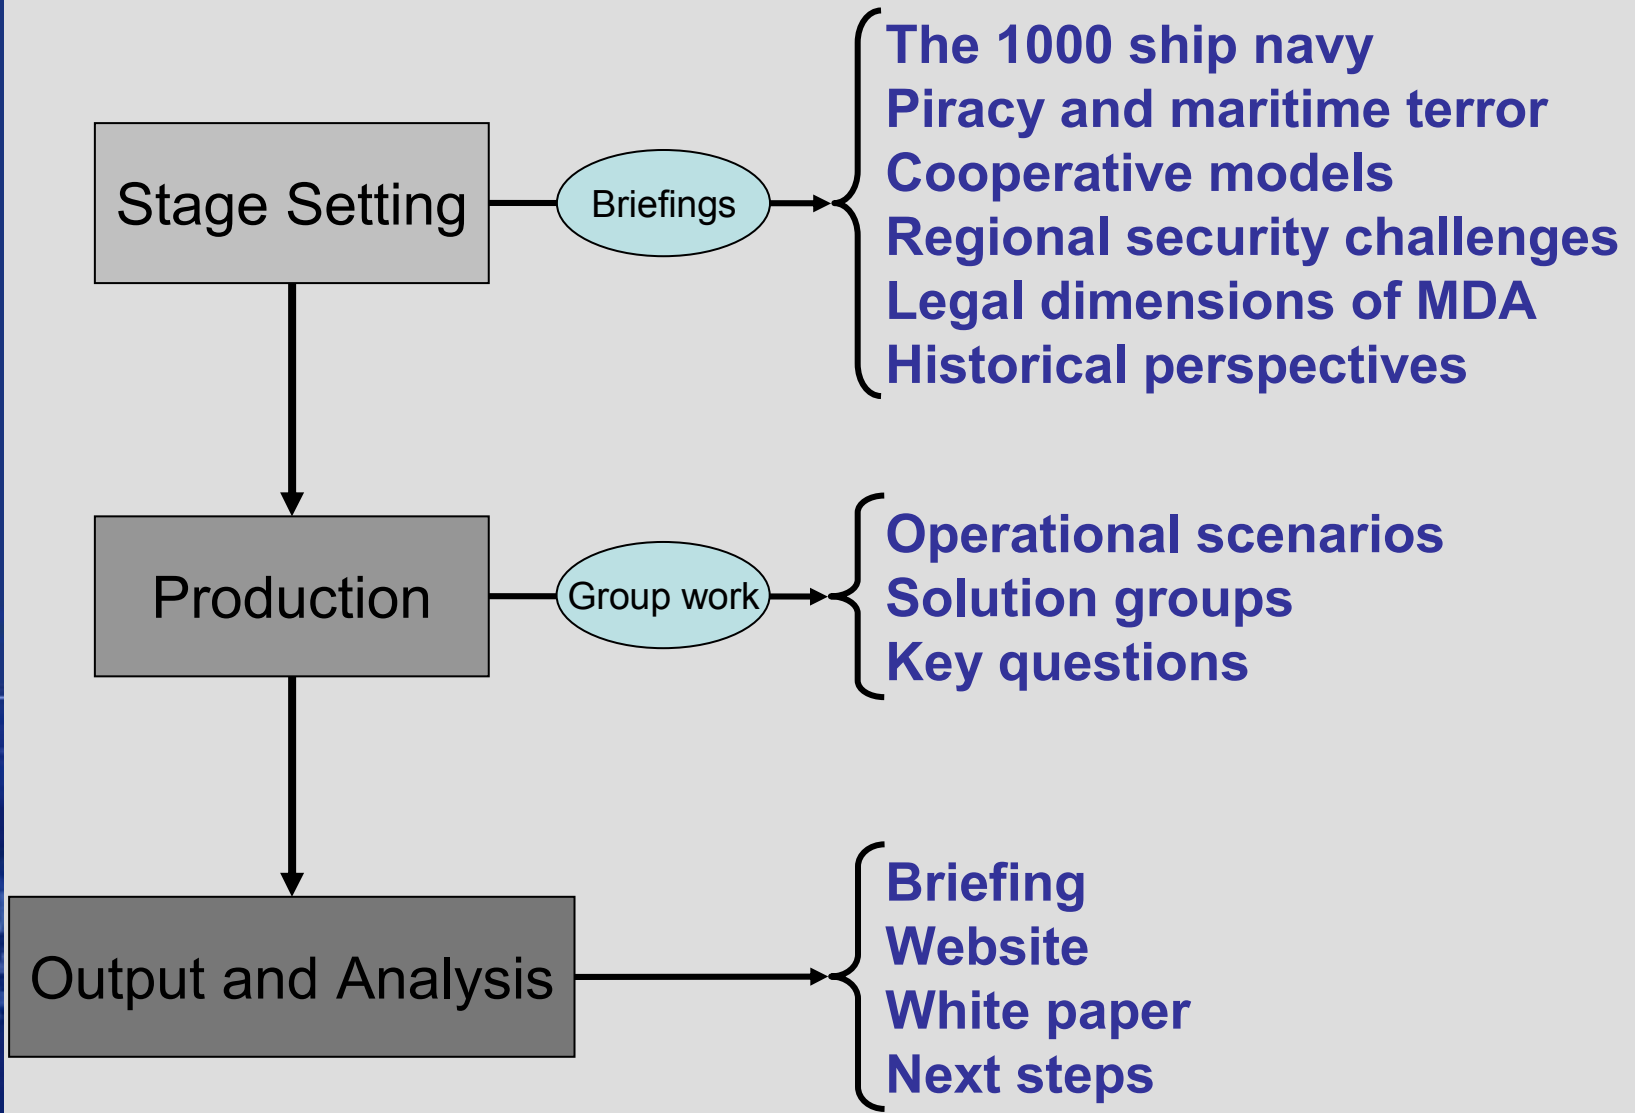 Stage Setting
Briefings
The 1000 ship navy
Piracy and maritime terror
Cooperative models
Regional security challenges
Legal dimensions of MDA
Historical perspectives
Production
Group work
Operational scenarios
Solution groups
Key questions
Output and Analysis
Briefing
Website
White paper
Next steps